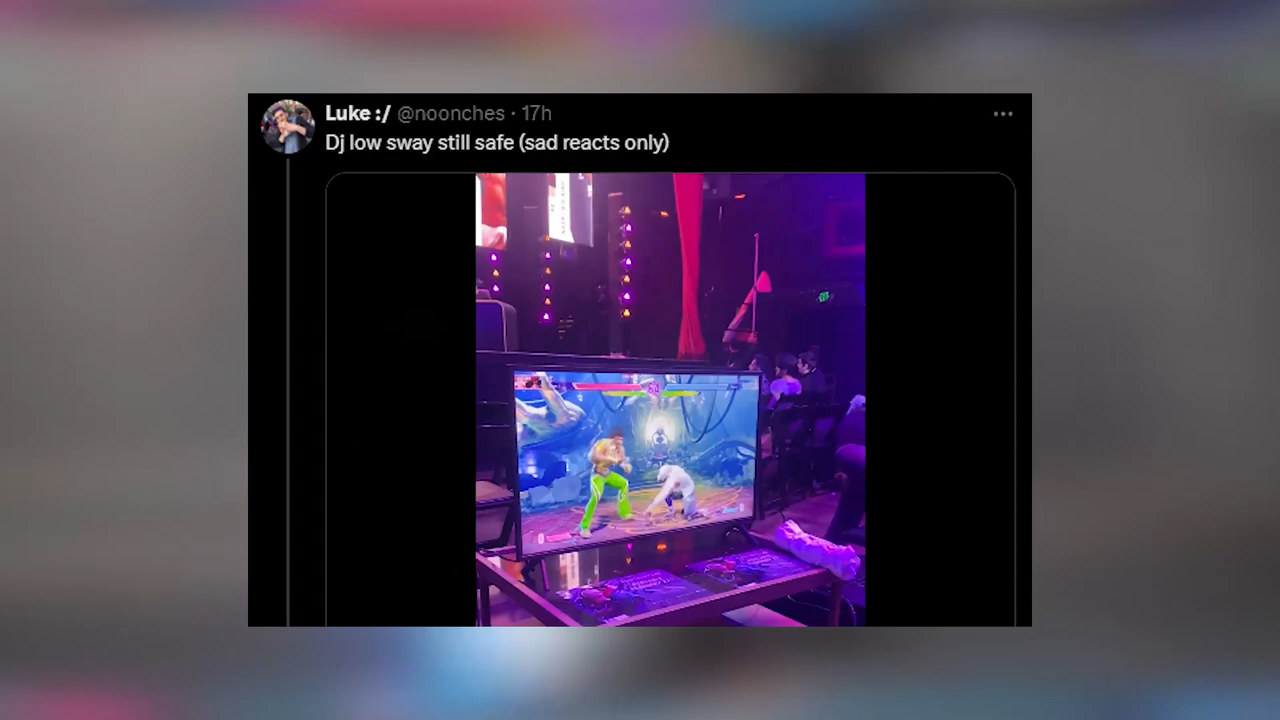 Luke :/ @noonches · 17h
Dj low sway still safe (sad reacts only)